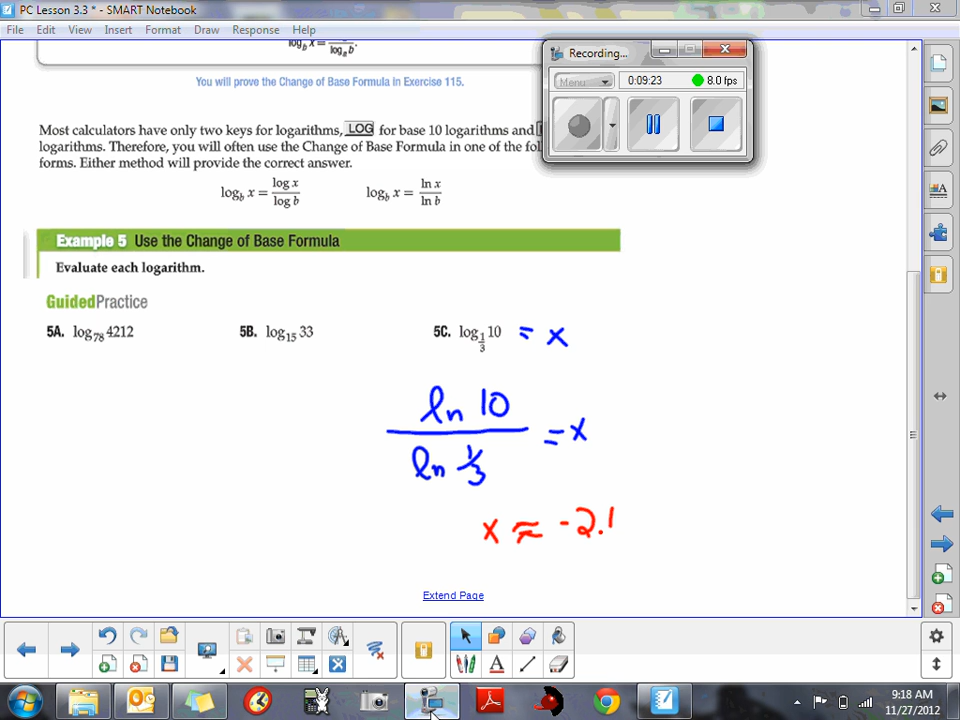 PC Lesson 3.3 * - SMART Notebook
File Edit View Insert Format Draw Response Help
log_b x = / log_a b.
You will prove the Change of Base Formula in Exercise 115.
Recording...
Menu 0:09:23 8.0 fps
Most calculators have only two keys for logarithms, LOG for base 10 logarithms and
logarithms. Therefore, you will often use the Change of Base Formula in one of the
forms. Either method will provide the correct answer.
log_b x = log x / log b log_b x = ln x / ln b
Example 5 Use the Change of Base Formula
Evaluate each logarithm.
GuidedPractice
5A. log_78 4212 5B. log_15 33 5C. log_1/3 10 = x
ln 10 / ln 1/3 = x
x ≈ -2.1
Extend Page
A
9:18 AM
11/27/2012